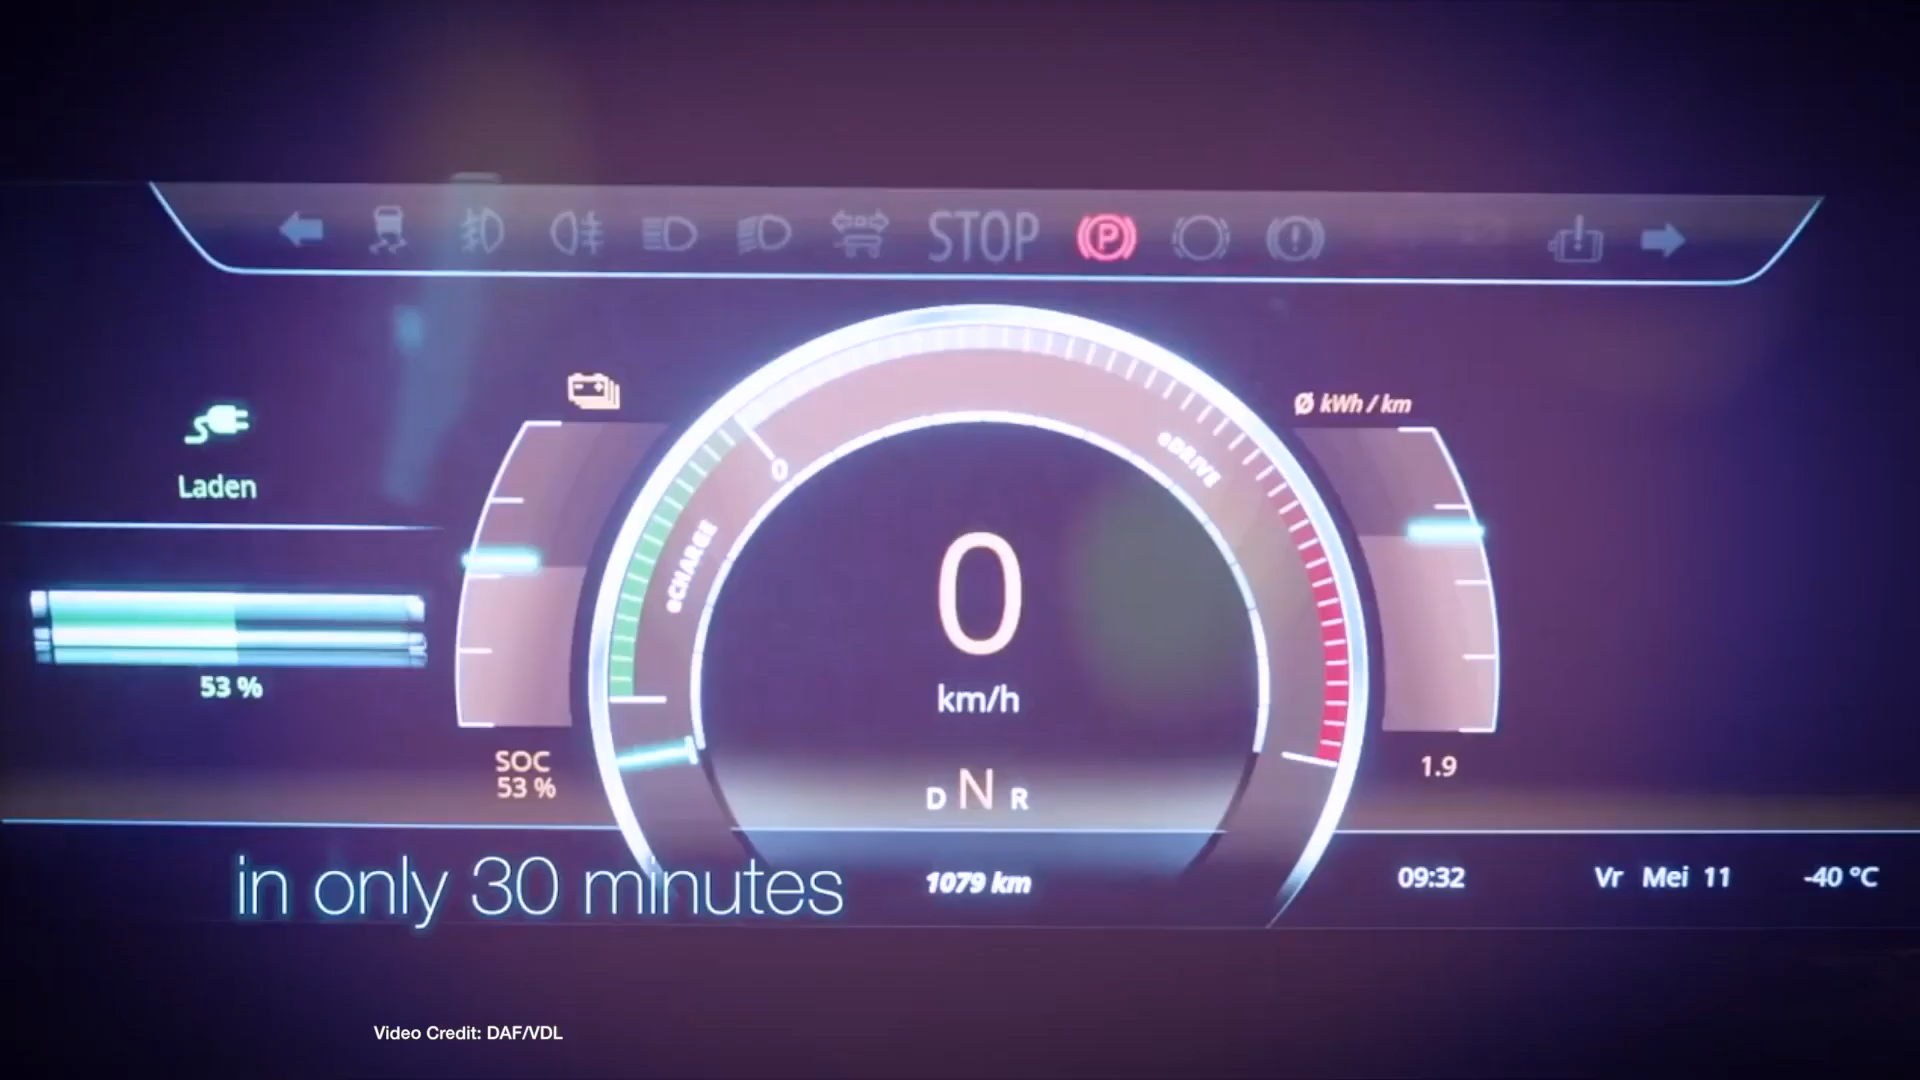 STOP
P
Ø kWh / km
Laden
0
eDRIVE
eCHARGE
0
km/h
53 %
SOC
53 %
D N R
1.9
in only 30 minutes
1079 km
09:32
Vr Mei 11
-40 °C
Video Credit: DAF/VDL